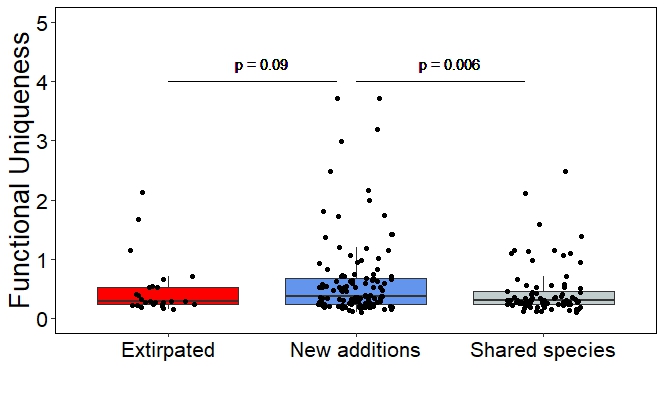 Functional Uniqueness
5
4
3
2
1
0
p = 0.09
p = 0.006
Extirpated
New additions
Shared species